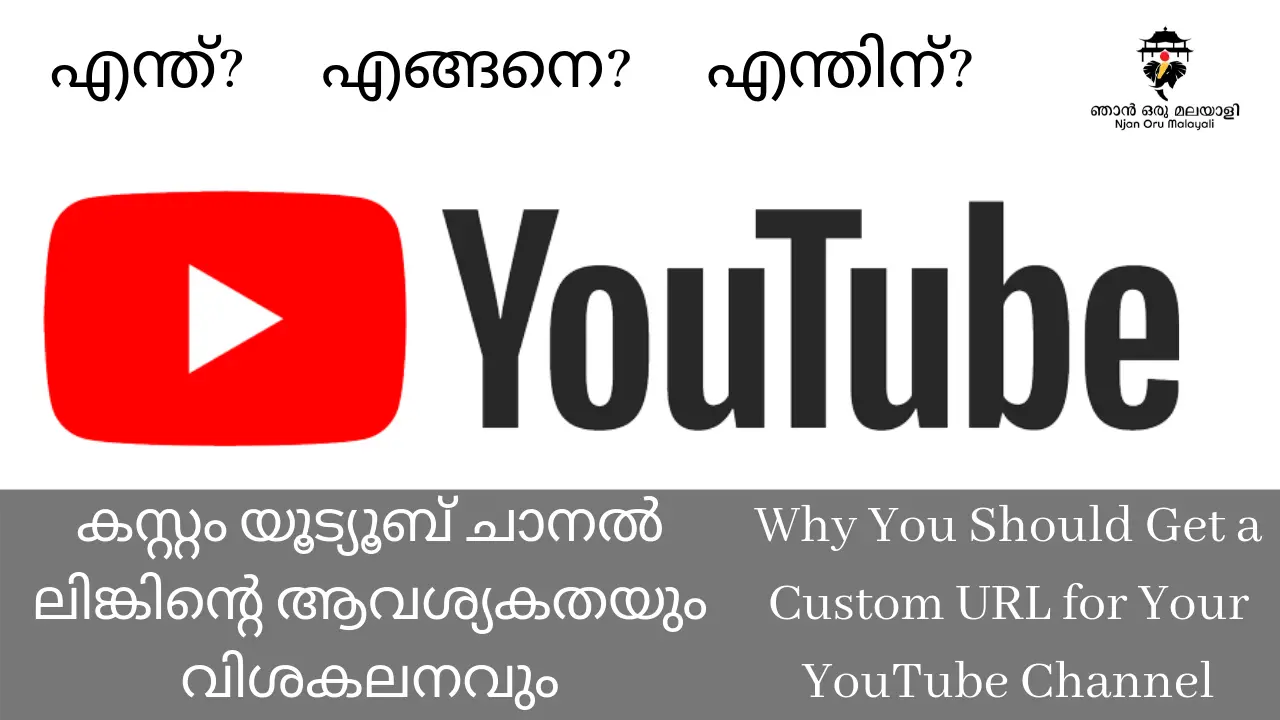 എന്ത്? എങ്ങനെ? എന്തിന്?
ഞാൻ ഒരു മലയാളി
Njan Oru Malayali
YouTube
കസ്റ്റം യൂട്യൂബ് ചാനൽ
ലിങ്കിന്റെ ആവശ്യകതയും
വിശകലനവും
Why You Should Get a
Custom URL for Your
YouTube Channel